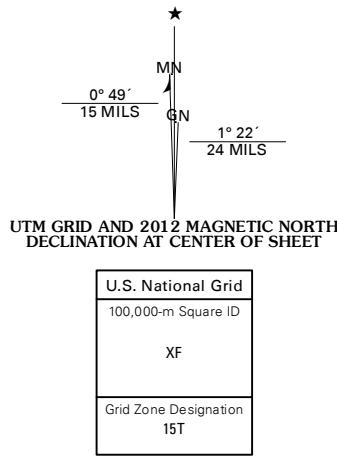 ★
MN
0° 49´
15 MILS
GN
1° 22´
24 MILS
UTM GRID AND 2012 MAGNETIC NORTH
DECLINATION AT CENTER OF SHEET
U.S. National Grid
100,000-m Square ID
XF
Grid Zone Designation
15T